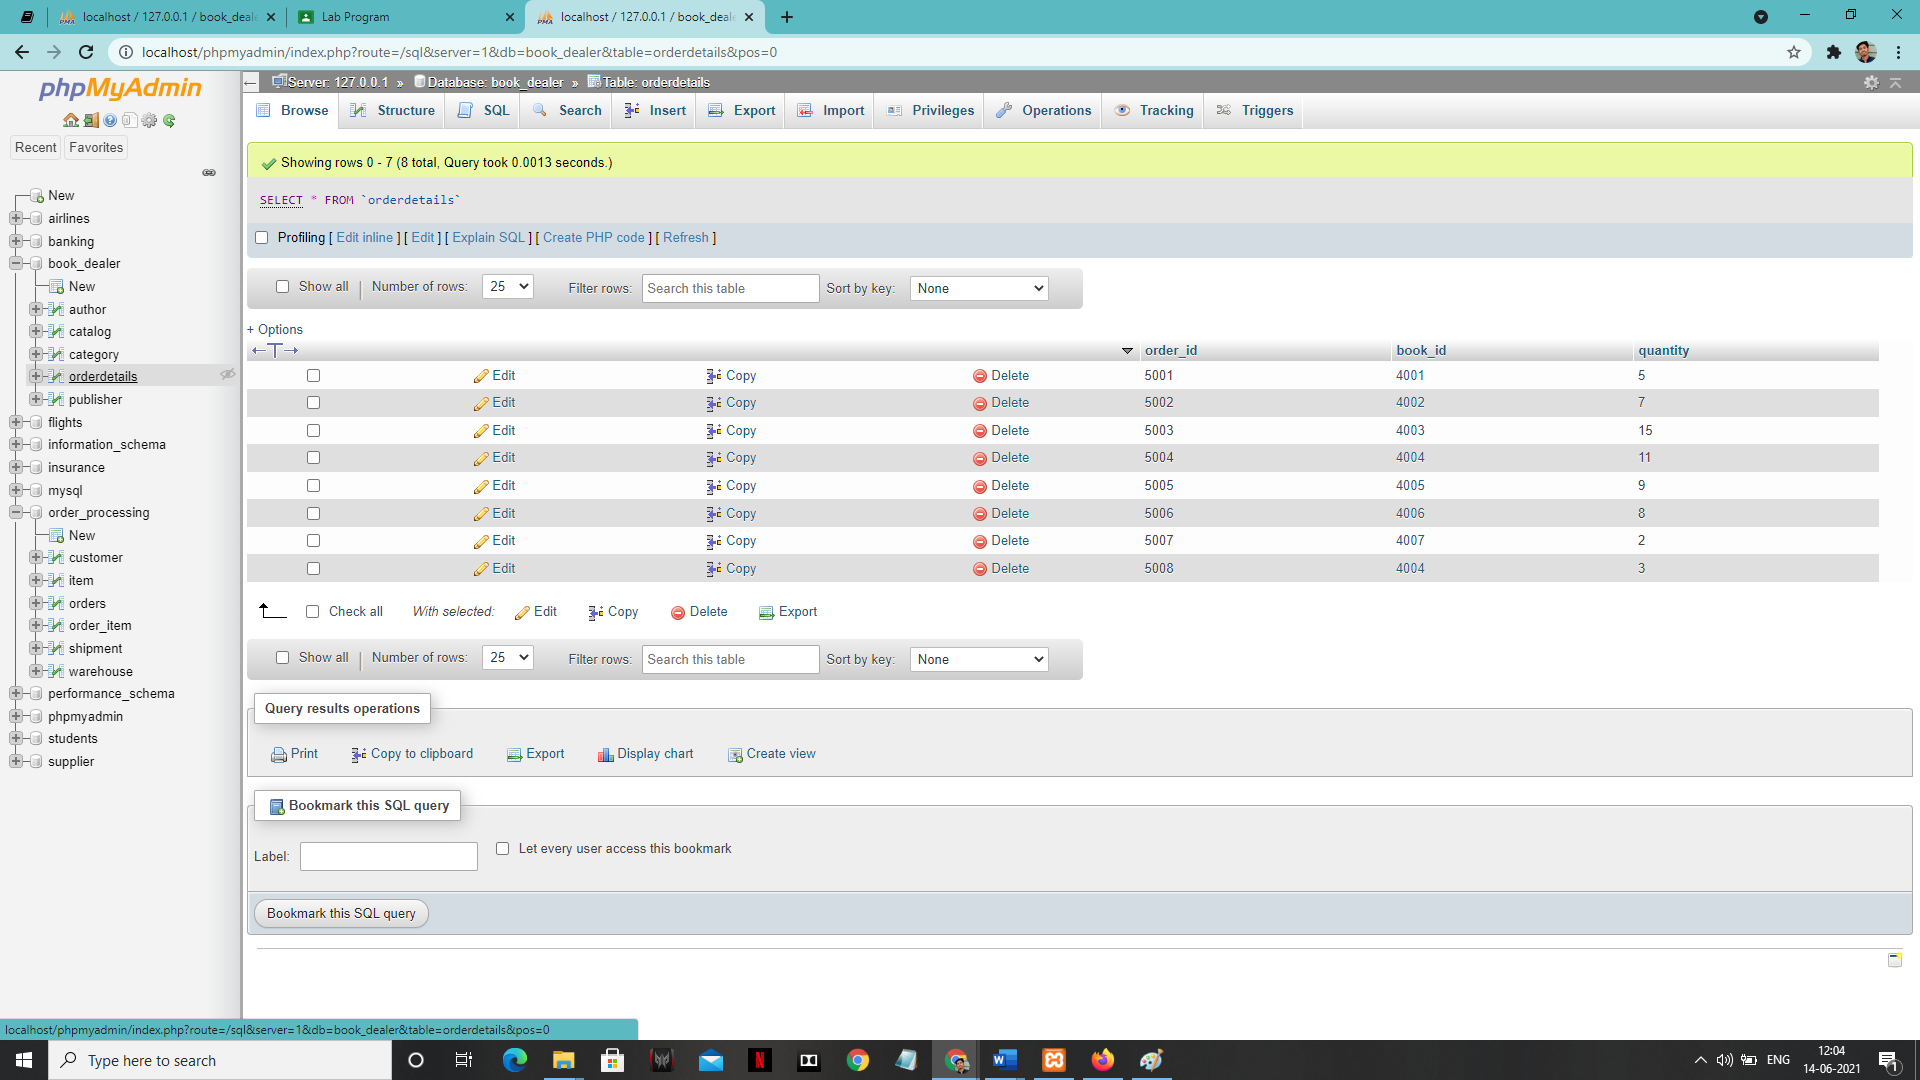 localhost / 127.0.0.1 / book_deale
Lab Program
localhost / 127.0.0.1 / book_deale
localhost/phpmyadmin/index.php?route=/sql&server=1&db=book_dealer&table=orderdetails&pos=0
phpMyAdmin
Recent Favorites
New
airlines
banking
book_dealer
New
author
catalog
category
orderdetails
publisher
flights
information_schema
insurance
mysql
order_processing
New
customer
item
orders
order_item
shipment
warehouse
performance_schema
phpmyadmin
students
supplier
Server: 127.0.0.1 » Database: book_dealer » Table: orderdetails
Browse Structure SQL Search Insert Export Import Privileges Operations Tracking Triggers
Showing rows 0 - 7 (8 total, Query took 0.0013 seconds.)
SELECT * FROM `orderdetails`
Profiling [ Edit inline ] [ Edit ] [ Explain SQL ] [ Create PHP code ] [ Refresh ]
Show all | Number of rows: 25 Filter rows: Search this table Sort by key: None
+ Options
←T→ order_id book_id quantity
Edit Copy Delete 5001 4001 5
Edit Copy Delete 5002 4002 7
Edit Copy Delete 5003 4003 15
Edit Copy Delete 5004 4004 11
Edit Copy Delete 5005 4005 9
Edit Copy Delete 5006 4006 8
Edit Copy Delete 5007 4007 2
Edit Copy Delete 5008 4004 3
Check all With selected: Edit Copy Delete Export
Show all | Number of rows: 25 Filter rows: Search this table Sort by key: None
Query results operations
Print Copy to clipboard Export Display chart Create view
Bookmark this SQL query
Label: Let every user access this bookmark
Bookmark this SQL query
localhost/phpmyadmin/index.php?route=/sql&server=1&db=book_dealer&table=orderdetails&pos=0
Type here to search
ENG
12:04
14-06-2021
1